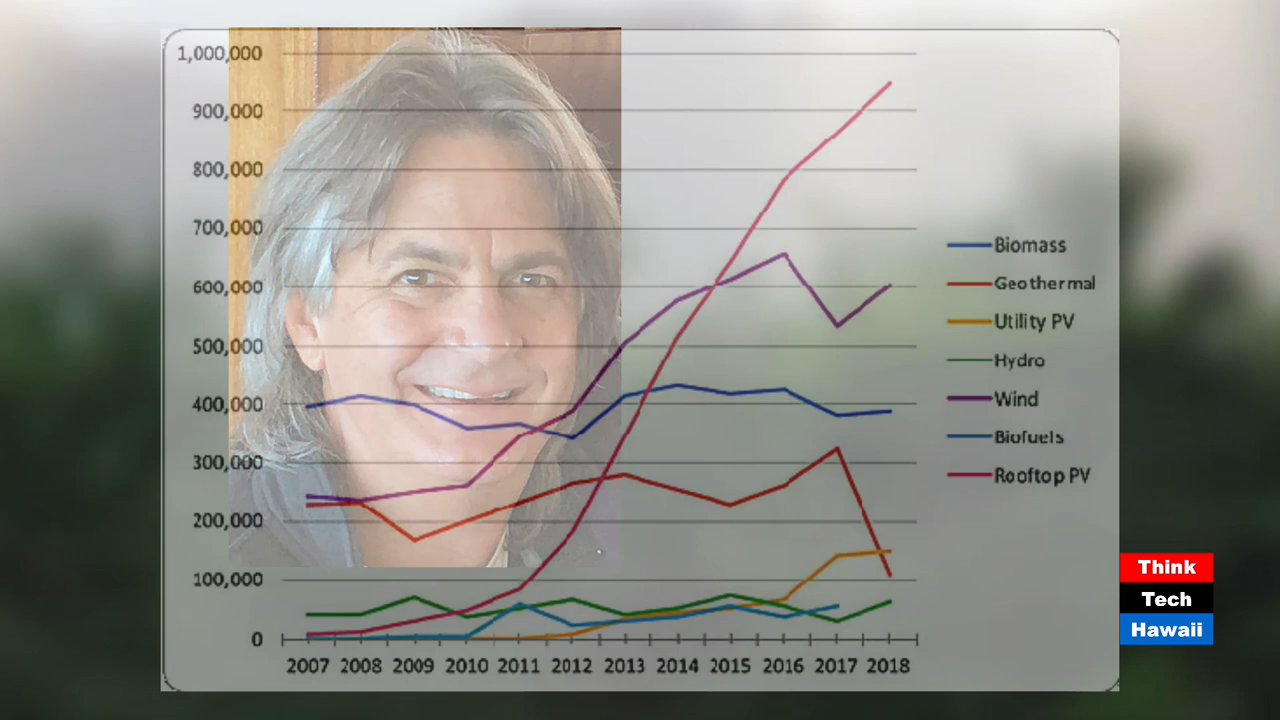 1,000,000
900,000
800,000
700,000
600,000
500,000
400,000
300,000
200,000
100,000
0
2007 2008 2009 2010 2011 2012 2013 2014 2015 2016 2017 2018
Biomass
Geothermal
Utility PV
Hydro
Wind
Biofuels
Rooftop PV
Think
Tech
Hawaii